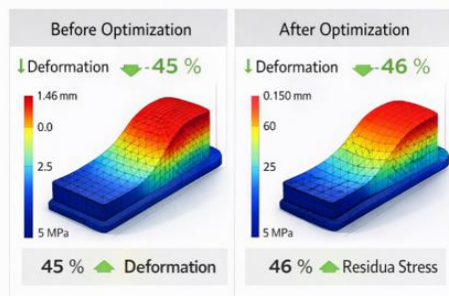 Before Optimization
↓Deformation -45 %
1.46 mm
0.0
2.5
5 MPa
45 % Deformation
After Optimization
↓Deformation -46 %
0.150 mm
60
25
5 MPa
46 % Residua Stress